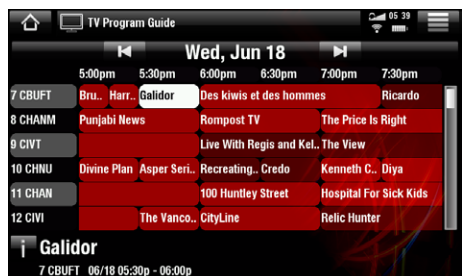 TV Program Guide
05 39
Wed, Jun 18
5:00pm 5:30pm 6:00pm 6:30pm 7:00pm 7:30pm
7 CBUFT Bru.. Harr.. Galidor Des kiwis et des hommes Ricardo
8 CHANM Punjabi News Rompost TV The Price Is Right
9 CIVT Live With Regis and Kel.. The View
10 CHNU Divine Plan Asper Seri.. Recreating.. Credo Kenneth C.. Diya
11 CHAN 100 Huntley Street Hospital For Sick Kids
12 CIVI The Vanco.. CityLine Relic Hunter
i Galidor
7 CBUFT 06/18 05:30p - 06:00p